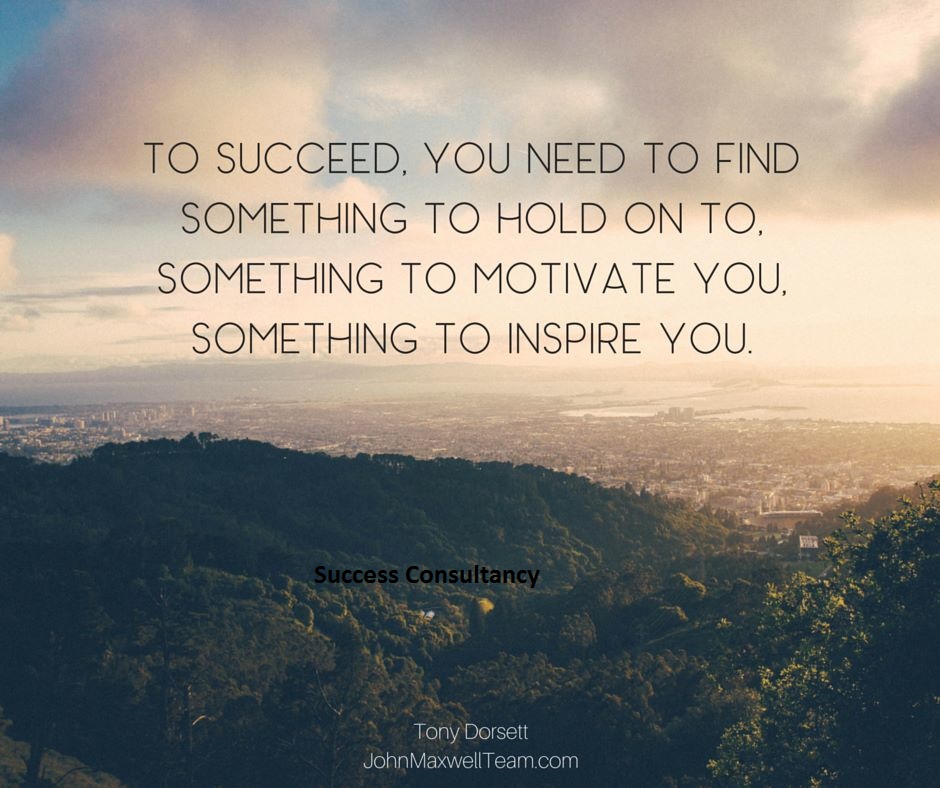 TO SUCCEED, YOU NEED TO FIND
SOMETHING TO HOLD ON TO,
SOMETHING TO MOTIVATE YOU,
SOMETHING TO INSPIRE YOU.
Success Consultancy
Tony Dorsett
JohnMaxwellTeam.com